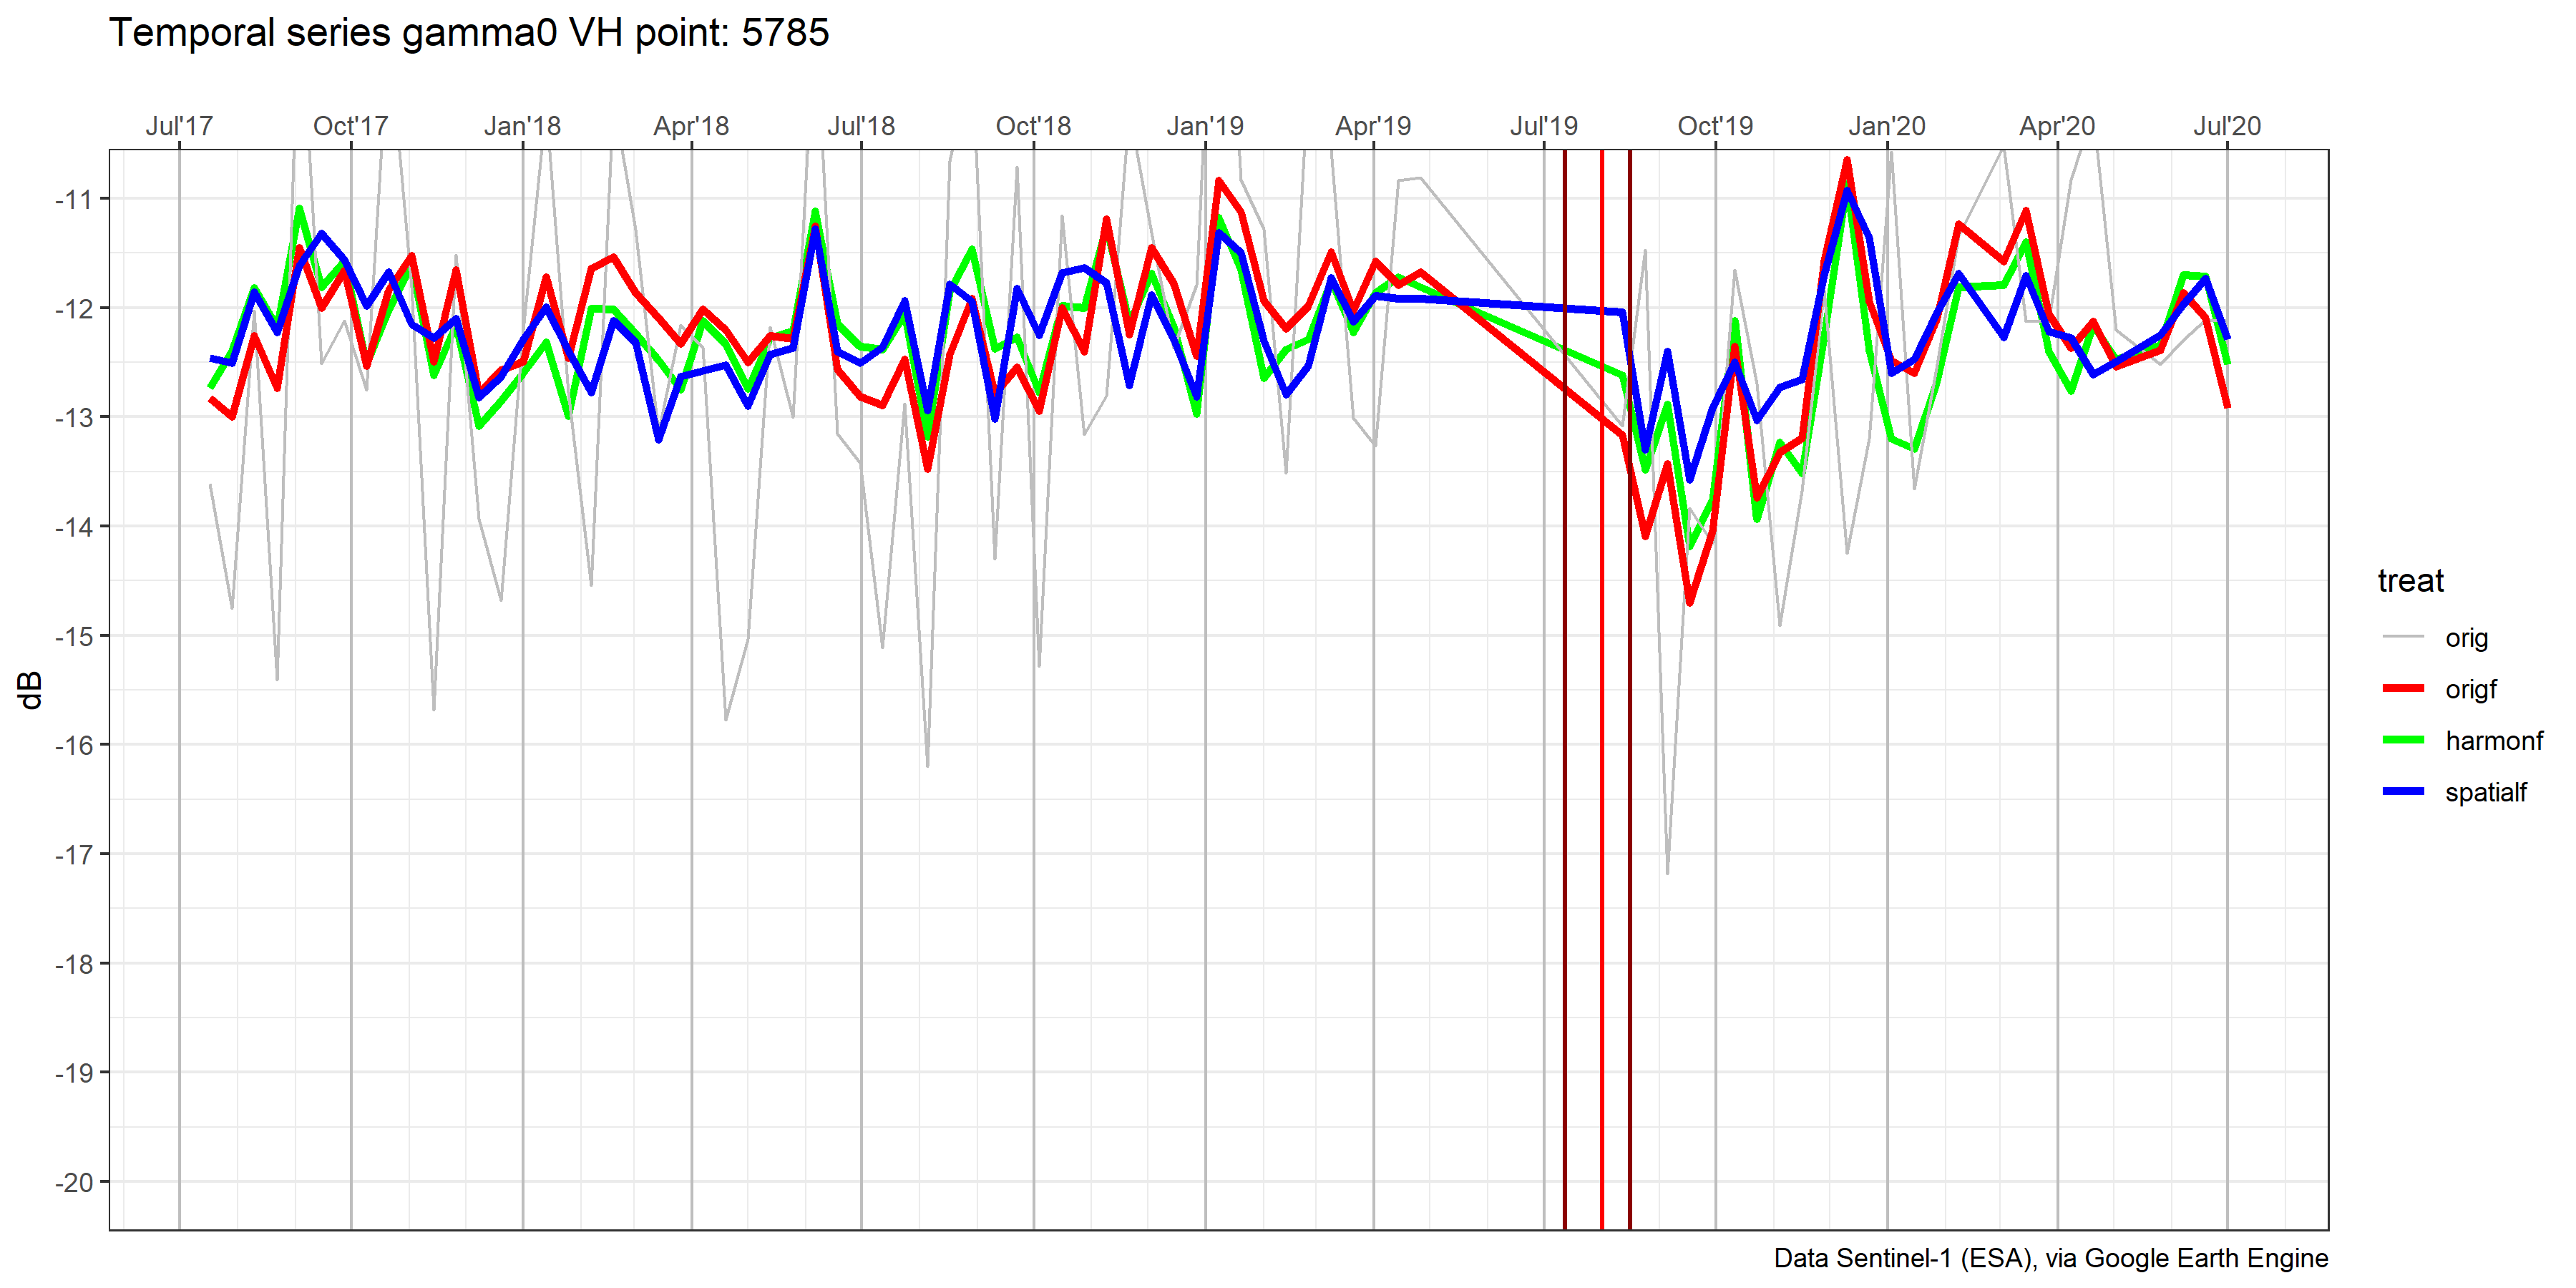 Temporal series gamma0 VH point: 5785
Jul'17 Oct'17 Jan'18 Apr'18 Jul'18 Oct'18 Jan'19 Apr'19 Jul'19 Oct'19 Jan'20 Apr'20 Jul'20
-11
-12
-13
-14
-15
-16
-17
-18
-19
-20
dB
treat
orig
origf
harmonf
spatialf
Data Sentinel-1 (ESA), via Google Earth Engine